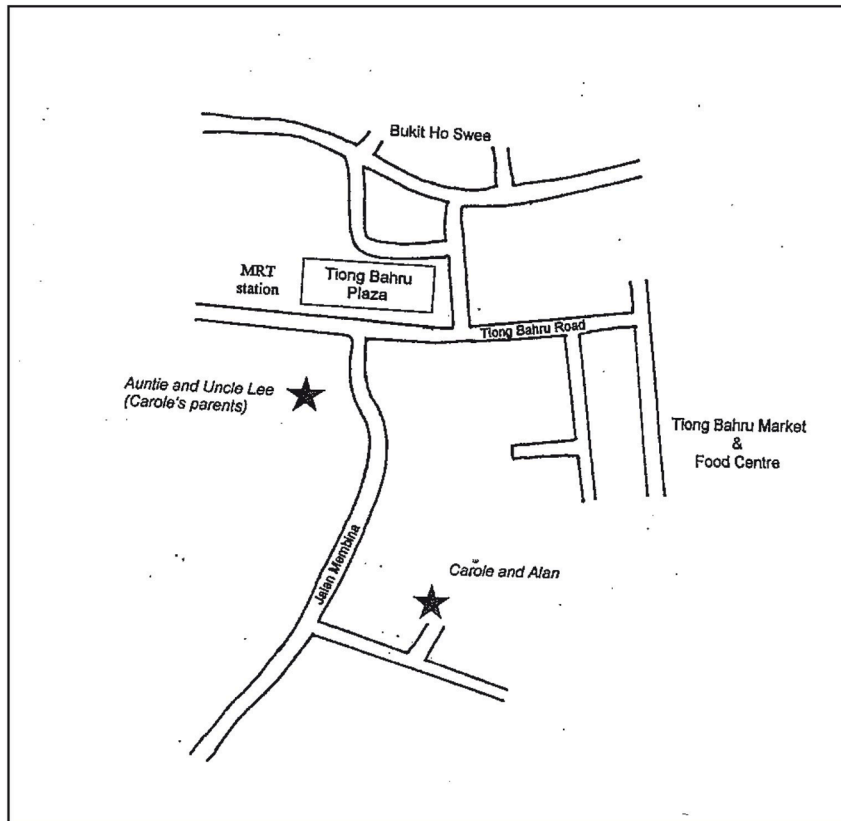 Bukit Ho Swee
MRT
station
Tiong Bahru
Plaza
Tiong Bahru Road
Auntie and Uncle Lee
(Carole's parents)
Tiong Bahru Market
&
Food Centre
Jalan Membina
Carole and Alan